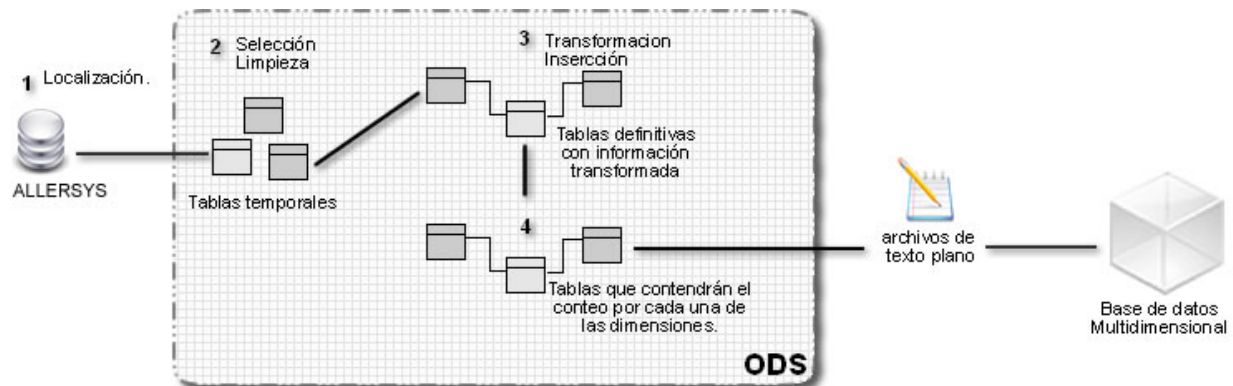 1 Localización.
ALLERSYS
2 Selección
Limpieza
Tablas temporales
3 Transformacion
Insercción
Tablas definitivas
con información
transformada
4
Tablas que contendrán el
conteo por cada una de
las dimensiones.
ODS
archivos de
texto plano
Base de datos
Multidimensional